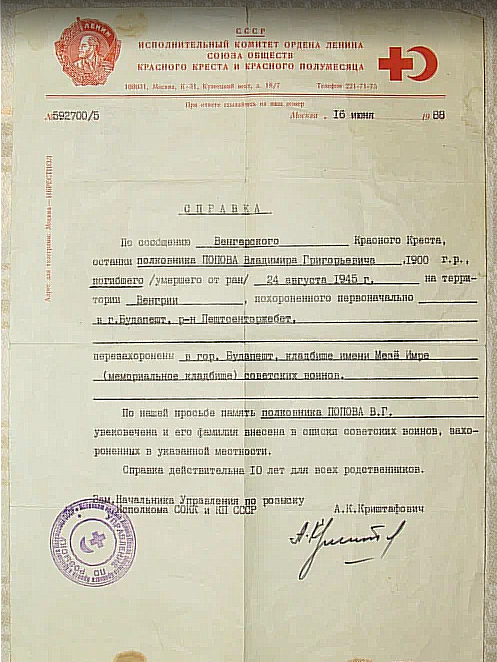 ЛЕНИН
СССР
ИСПОЛНИТЕЛЬНЫЙ КОМИТЕТ ОРДЕНА ЛЕНИНА
СОЮЗА ОБЩЕСТВ
КРАСНОГО КРЕСТА И КРАСНОГО ПОЛУМЕСЯЦА
103031, Москва, К-31, Кузнецкий мост, д. 18/7 Телефон 221-71-75
При ответе ссылайтесь на наш номер
№592700/5 Москва . 16 июня 1988
Адрес для телеграмм: Москва —
СПРАВКА
По сообщению Венгерского Красного Креста,
останки полковника ПОПОВА Владимира Григорьевича ,1900 г.р.,
погибшего /умершего от ран/ 24 августа 1945 г. на терри-
тории Венгрии , похороненного первоначально
в г.Будапешт, р-н Пештсентэржебет,
перезахоронены в гор. Будапешт, кладбище имени Мезё Имре
(мемориальное кладбище) советских воинов.
По нашей просьбе память полковника ПОПОВА В.Г.
увековечена и его фамилия внесена в списки советских воинов, захо-
роненных в указанной местности.
Справка действительна 10 лет для всех родственников.
Зам.Начальника Управления по розыску
Исполкома СОКК и КП СССР А.К.Криштафович
УПРАВЛЕНИЕ ПО РОЗЫСКУ